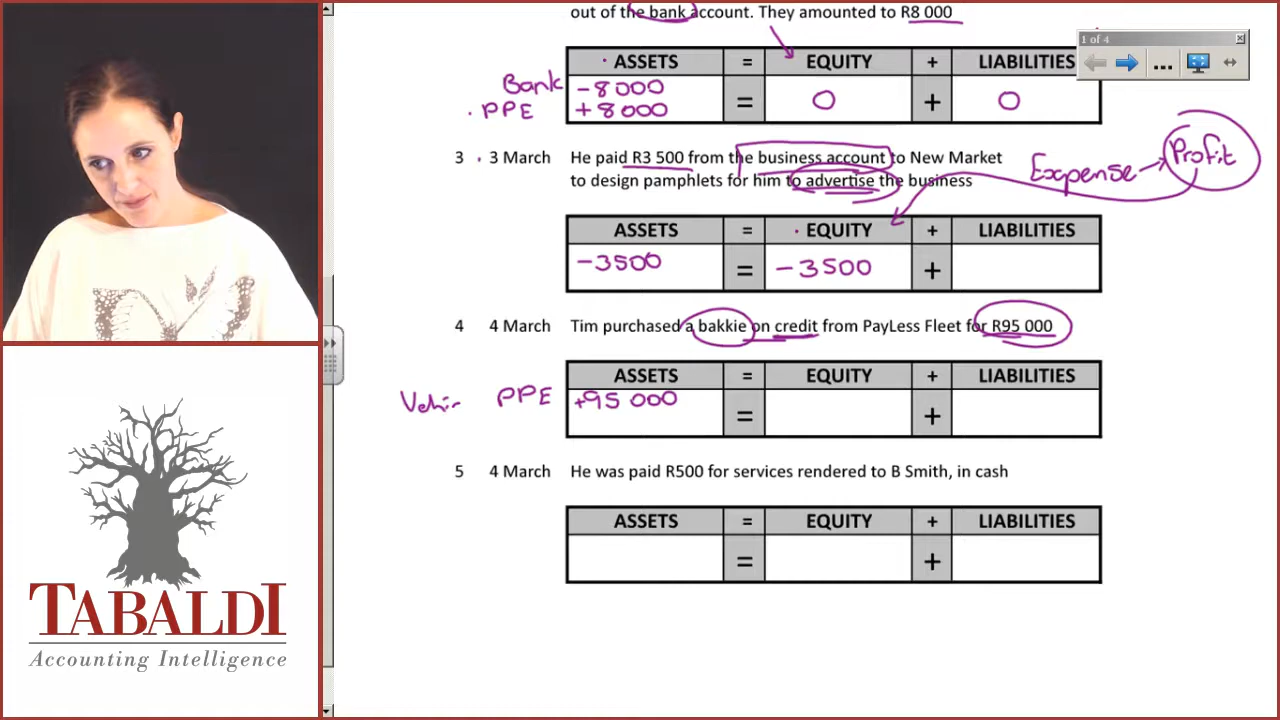 out of the bank account. They amounted to R8 000
1 of 4
ASSETS = EQUITY + LIABILITIES
Bank -8000
PPE +8000 = 0 + 0
3 3 March He paid R3 500 from the business account to New Market
to design pamphlets for him to advertise the business
Expense Profit
ASSETS = EQUITY + LIABILITIES
-3500 = -3500 +
4 4 March Tim purchased a bakkie on credit from PayLess Fleet for R95 000
ASSETS = EQUITY + LIABILITIES
PPE +95 000
= +
5 4 March He was paid R500 for services rendered to B Smith, in cash
ASSETS = EQUITY + LIABILITIES
= +
TABALDI
Accounting Intelligence